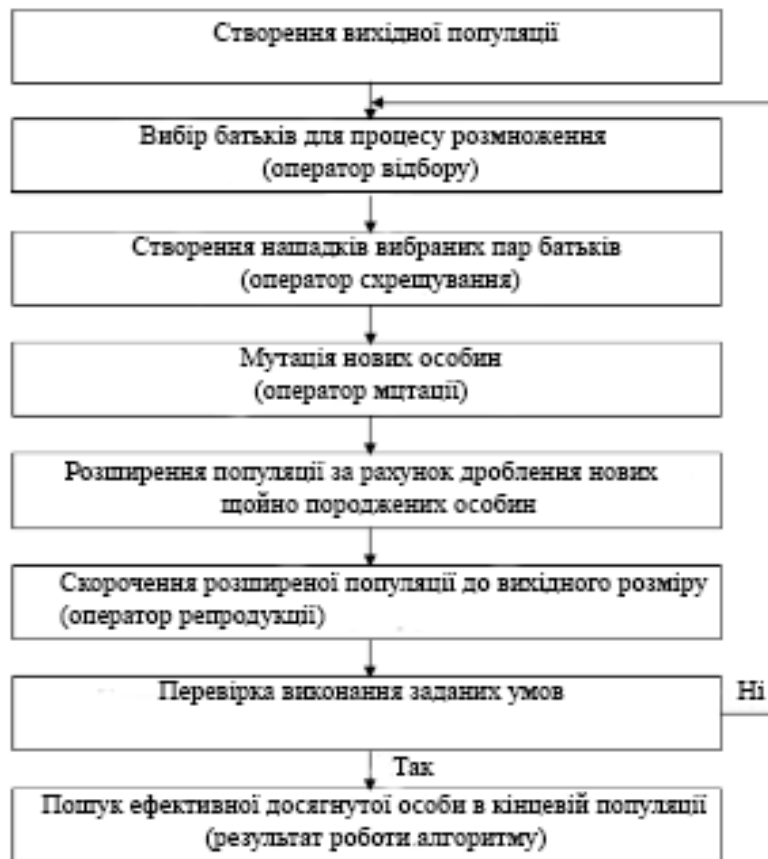 Створення вихідної популяції
Вибір батьків для процесу розмноження
(оператор відбору)
Створення нащадків вибраних пар батьків
(оператор схрещування)
Мутація нових особин
(оператор мцтації)
Розширення популяції за рахунок дроблення нових
щойно породжених особин
Скорочення розширеної популяції до вихідного розміру
(оператор репродукції)
Перевірка виконання заданих умов
Ні
Так
Пошук ефективної досягнутої особи в кінцевій популяції
(результат роботи алгоритму)